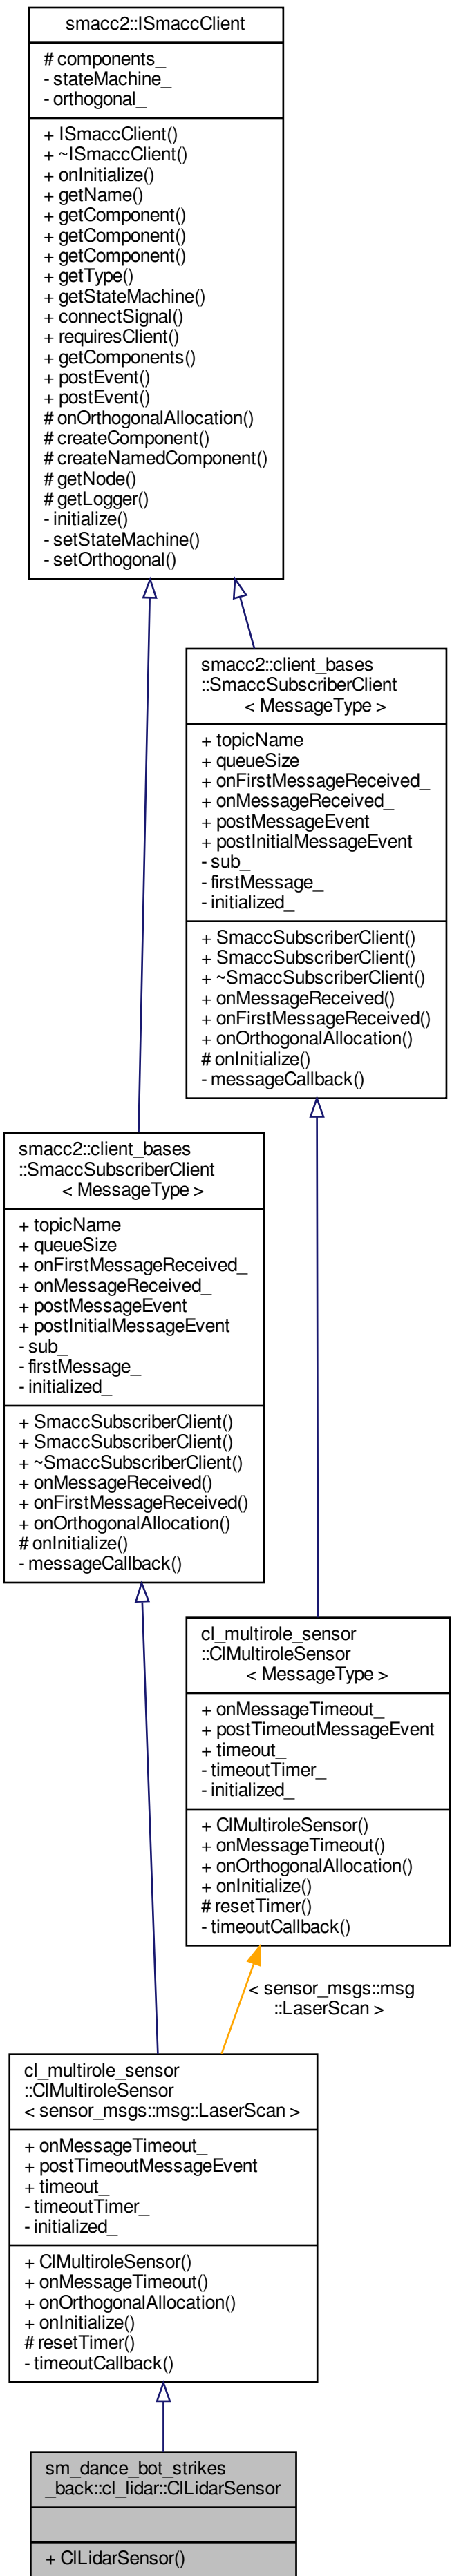 smacc2::ISmaccClient
# components_
- stateMachine_
- orthogonal_
+ ISmaccClient()
+ ~ISmaccClient()
+ onInitialize()
+ getName()
+ getComponent()
+ getComponent()
+ getComponent()
+ getType()
+ getStateMachine()
+ connectSignal()
+ requiresClient()
+ getComponents()
+ postEvent()
+ postEvent()
# onOrthogonalAllocation()
# createComponent()
# createNamedComponent()
# getNode()
# getLogger()
- initialize()
- setStateMachine()
- setOrthogonal()
smacc2::client_bases
::SmaccSubscriberClient
< MessageType >
+ topicName
+ queueSize
+ onFirstMessageReceived_
+ onMessageReceived_
+ postMessageEvent
+ postInitialMessageEvent
- sub_
- firstMessage_
- initialized_
+ SmaccSubscriberClient()
+ SmaccSubscriberClient()
+ ~SmaccSubscriberClient()
+ onMessageReceived()
+ onFirstMessageReceived()
+ onOrthogonalAllocation()
# onInitialize()
- messageCallback()
smacc2::client_bases
::SmaccSubscriberClient
< MessageType >
+ topicName
+ queueSize
+ onFirstMessageReceived_
+ onMessageReceived_
+ postMessageEvent
+ postInitialMessageEvent
- sub_
- firstMessage_
- initialized_
+ SmaccSubscriberClient()
+ SmaccSubscriberClient()
+ ~SmaccSubscriberClient()
+ onMessageReceived()
+ onFirstMessageReceived()
+ onOrthogonalAllocation()
# onInitialize()
- messageCallback()
cl_multirole_sensor
::ClMultiroleSensor
< MessageType >
+ onMessageTimeout_
+ postTimeoutMessageEvent
+ timeout_
- timeoutTimer_
- initialized_
+ ClMultiroleSensor()
+ onMessageTimeout()
+ onOrthogonalAllocation()
+ onInitialize()
# resetTimer()
- timeoutCallback()
< sensor_msgs::msg
::LaserScan >
cl_multirole_sensor
::ClMultiroleSensor
< sensor_msgs::msg::LaserScan >
+ onMessageTimeout_
+ postTimeoutMessageEvent
+ timeout_
- timeoutTimer_
- initialized_
+ ClMultiroleSensor()
+ onMessageTimeout()
+ onOrthogonalAllocation()
+ onInitialize()
# resetTimer()
- timeoutCallback()
sm_dance_bot_strikes
_back::cl_lidar::ClLidarSensor
+ ClLidarSensor()